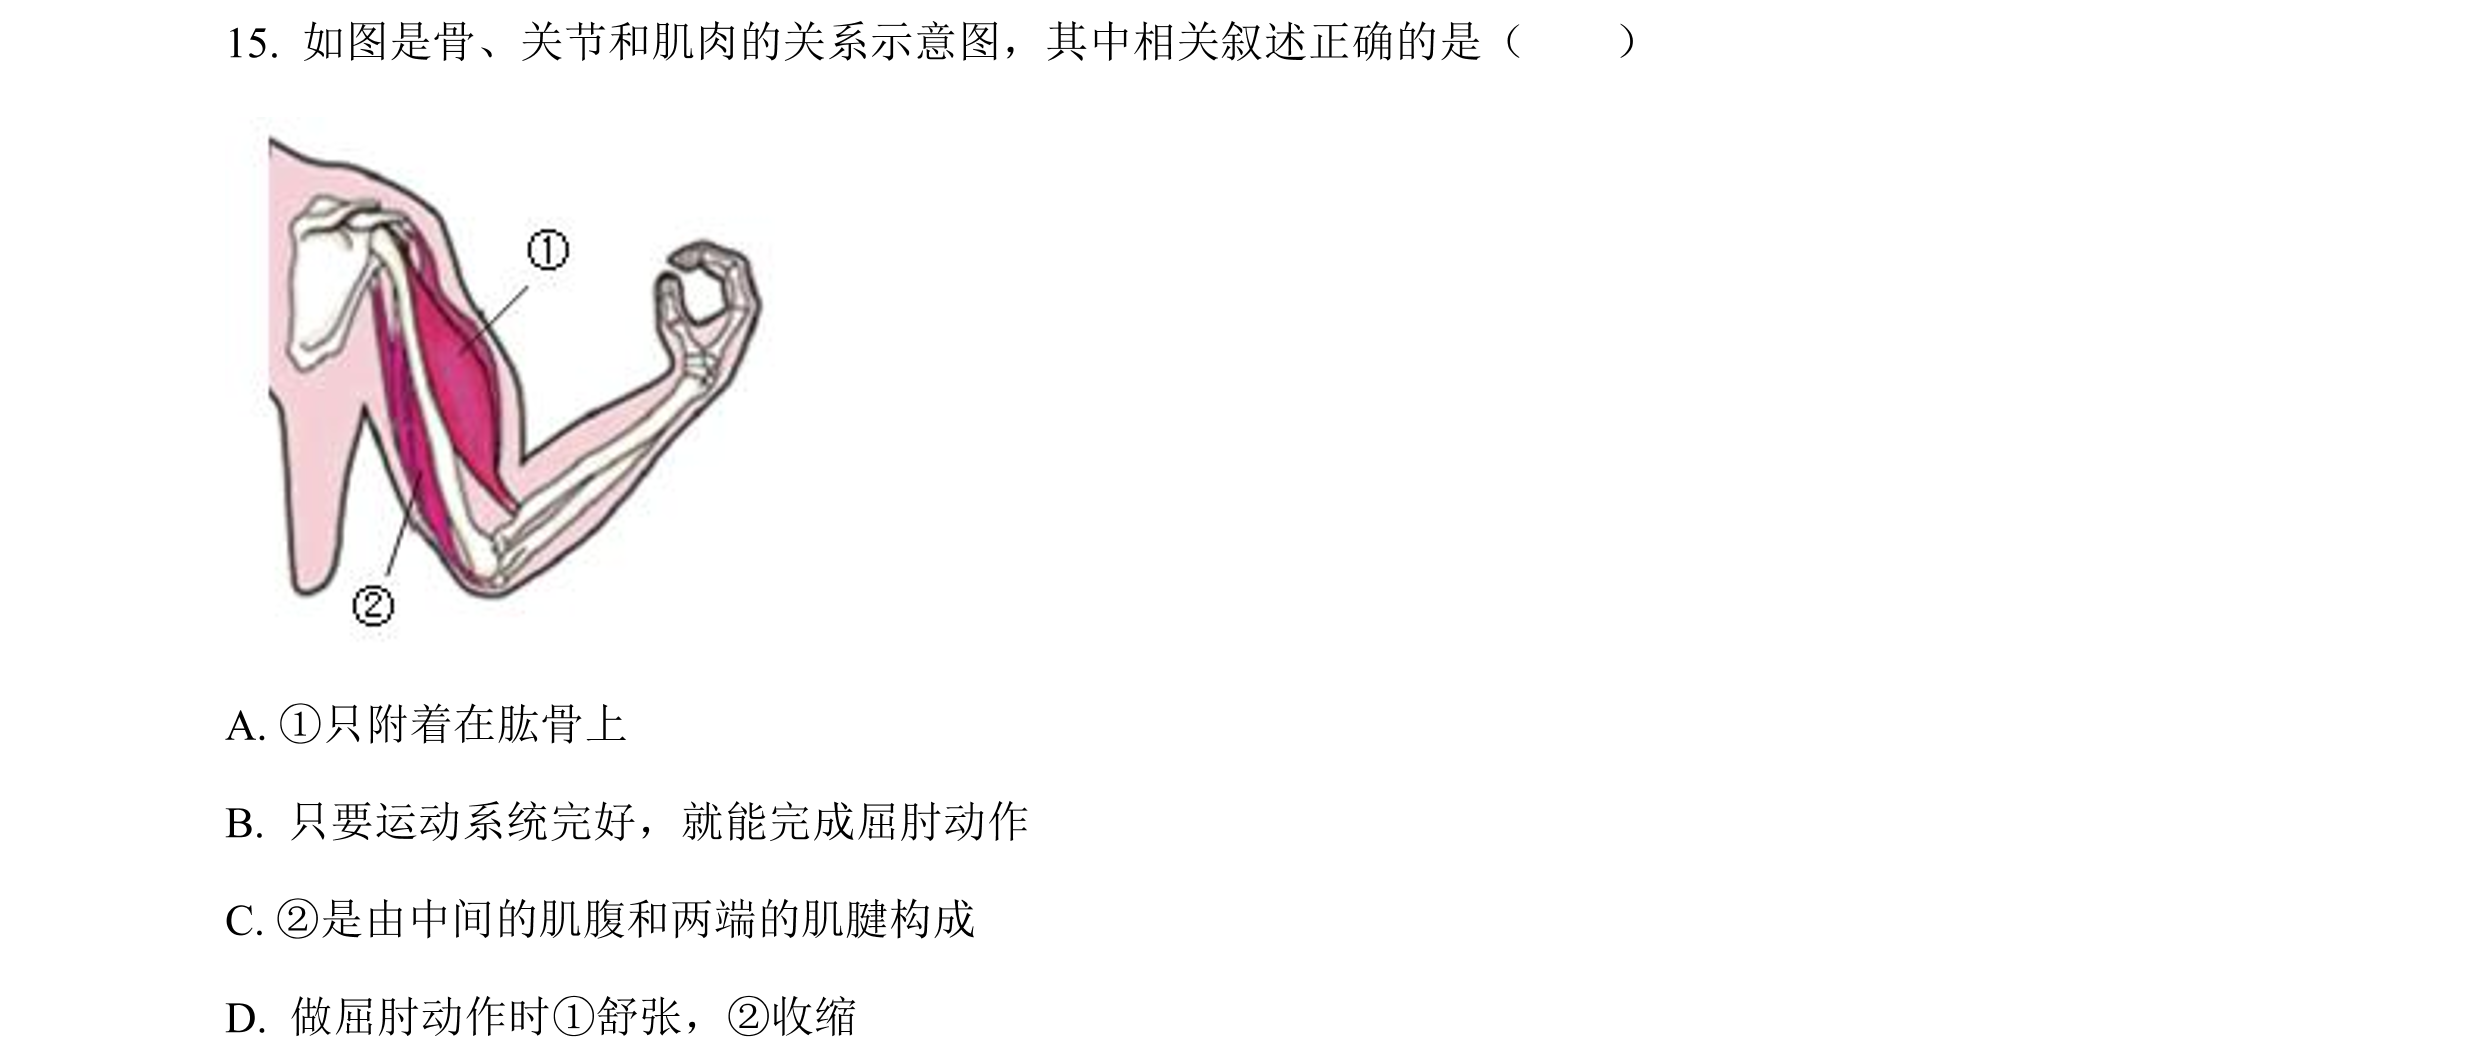 15. 如图是骨、关节和肌肉的关系示意图，其中相关叙述正确的是（　　）
①
②
A. ①只附着在肱骨上
B. 只要运动系统完好，就能完成屈肘动作
C. ②是由中间的肌腹和两端的肌腱构成
D. 做屈肘动作时①舒张，②收缩